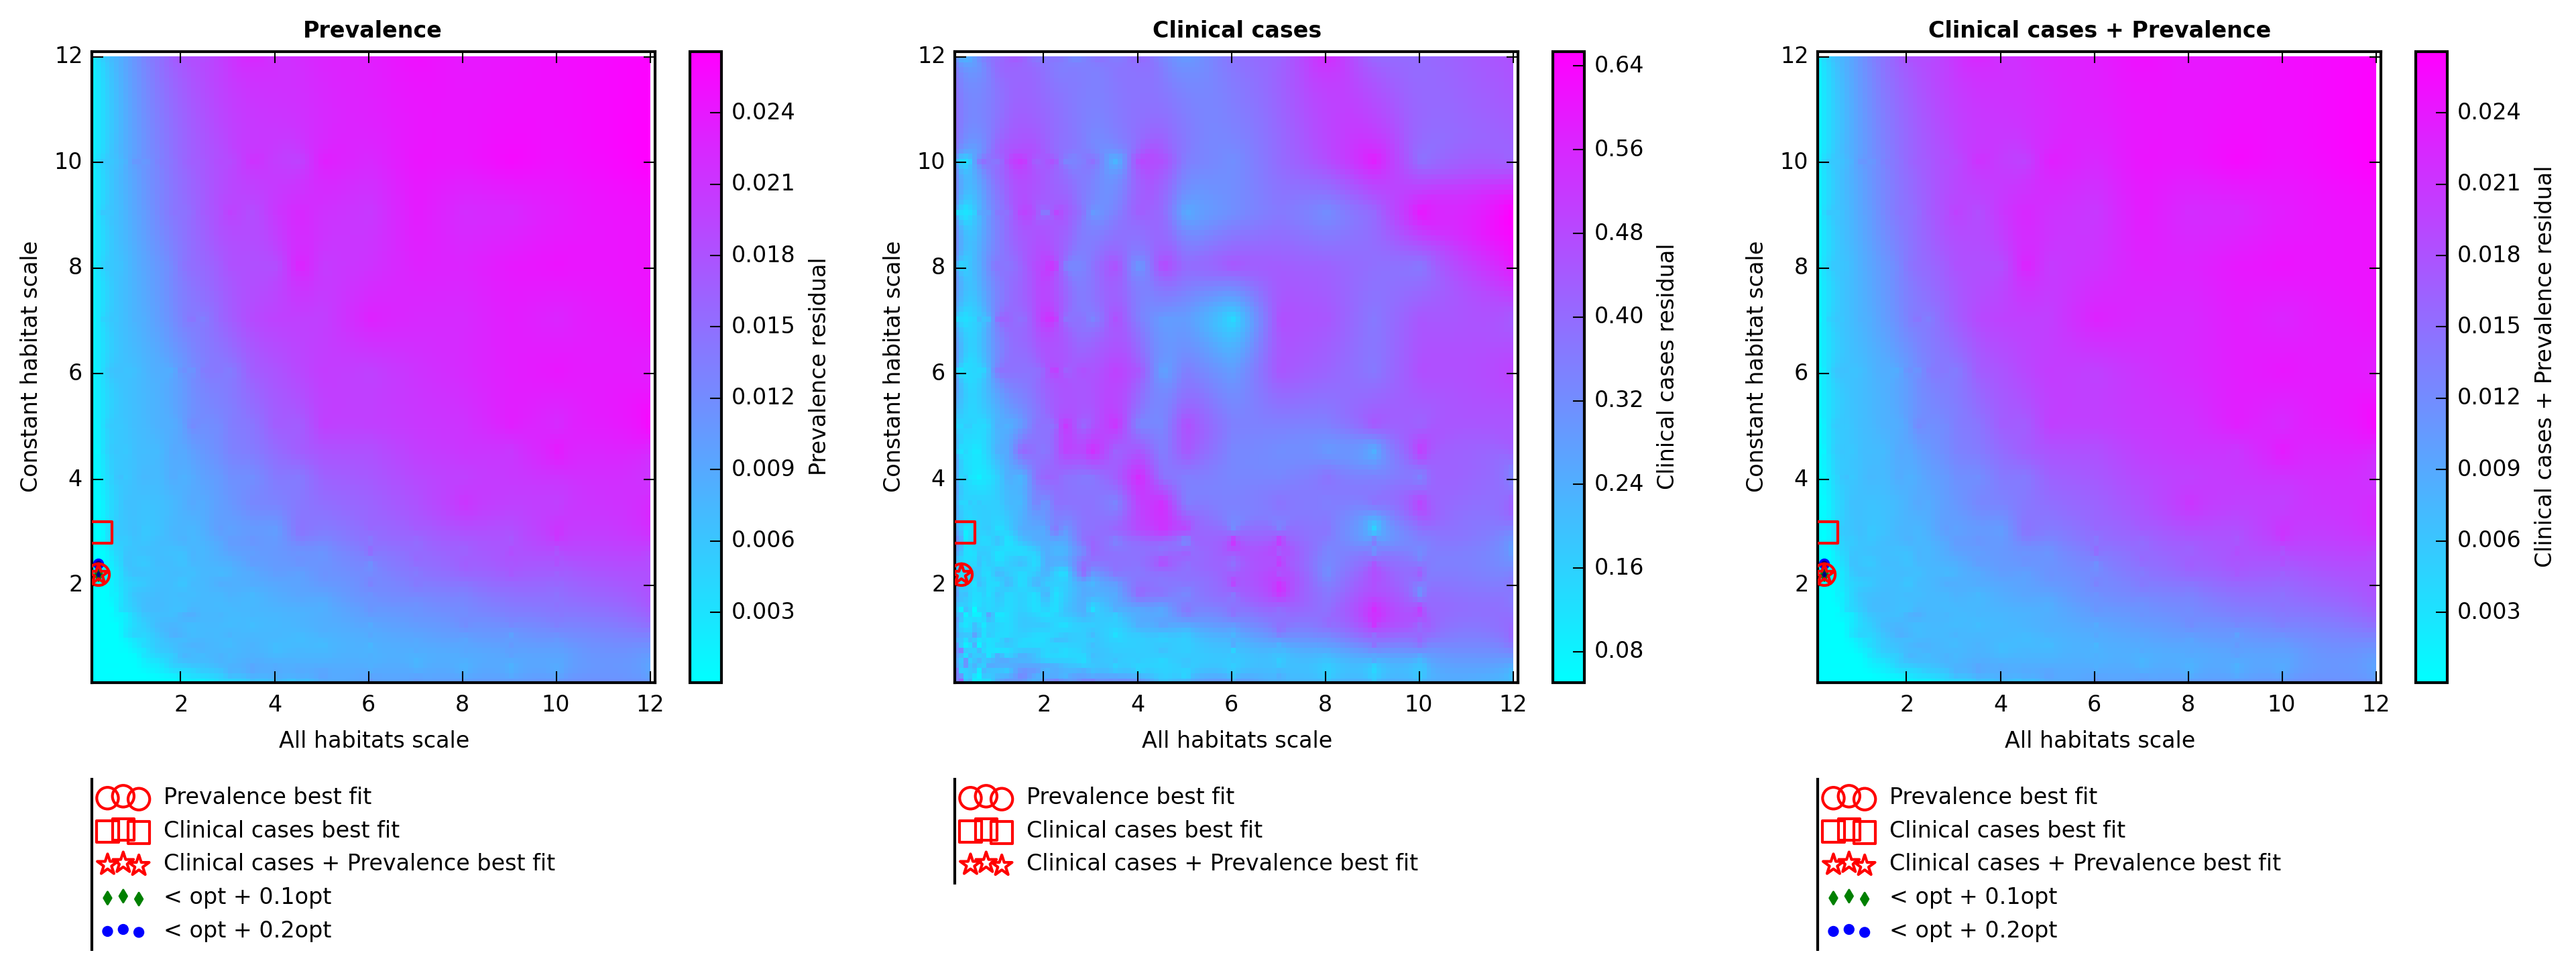 Prevalence
12
10
8
6
4
2
Constant habitat scale
2 4 6 8 10 12
All habitats scale
0.024
0.021
0.018
0.015
0.012
0.009
0.006
0.003
Prevalence residual
Prevalence best fit
Clinical cases best fit
Clinical cases + Prevalence best fit
< opt + 0.1opt
< opt + 0.2opt
Clinical cases
12
10
8
6
4
2
Constant habitat scale
2 4 6 8 10 12
All habitats scale
0.64
0.56
0.48
0.40
0.32
0.24
0.16
0.08
Clinical cases residual
Prevalence best fit
Clinical cases best fit
Clinical cases + Prevalence best fit
Clinical cases + Prevalence
12
10
8
6
4
2
Constant habitat scale
2 4 6 8 10 12
All habitats scale
0.024
0.021
0.018
0.015
0.012
0.009
0.006
0.003
Clinical cases + Prevalence residual
Prevalence best fit
Clinical cases best fit
Clinical cases + Prevalence best fit
< opt + 0.1opt
< opt + 0.2opt